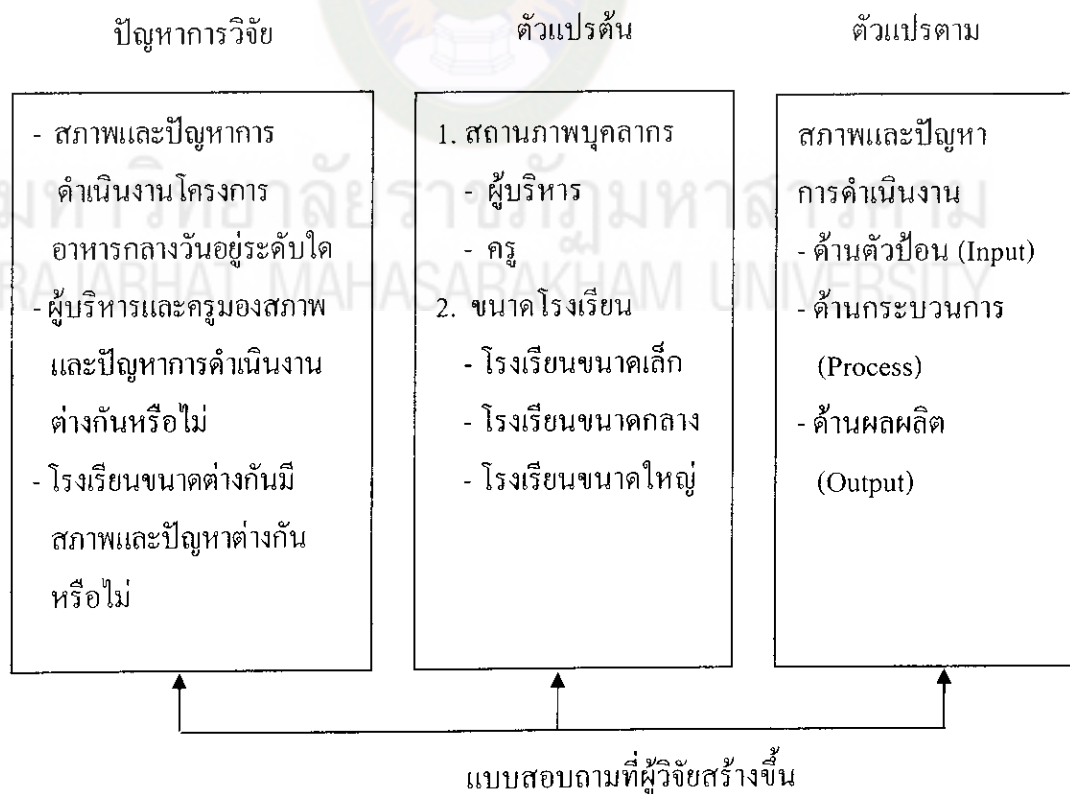 ปัญหาการวิจัย
ตัวแปรต้น
ตัวแปรตาม
- สภาพและปัญหาการ
ดำเนินงานโครงการ
อาหารกลางวันอยู่ระดับใด
- ผู้บริหารและครูมองสภาพ
และปัญหาการดำเนินงาน
ต่างกันหรือไม่
- โรงเรียนขนาดต่างกันมี
สภาพและปัญหาต่างกัน
หรือไม่
1. สถานภาพบุคลากร
- ผู้บริหาร
- ครู
2. ขนาดโรงเรียน
- โรงเรียนขนาดเล็ก
- โรงเรียนขนาดกลาง
- โรงเรียนขนาดใหญ่
สภาพและปัญหา
การดำเนินงาน
- ด้านตัวป้อน (Input)
- ด้านกระบวนการ
(Process)
- ด้านผลผลิต
(Output)
แบบสอบถามที่ผู้วิจัยสร้างขึ้น
มหาวิทยาลัยราชภัฏมหาสารคาม
RAJABHAT MAHASARAKHAM UNIVERSITY